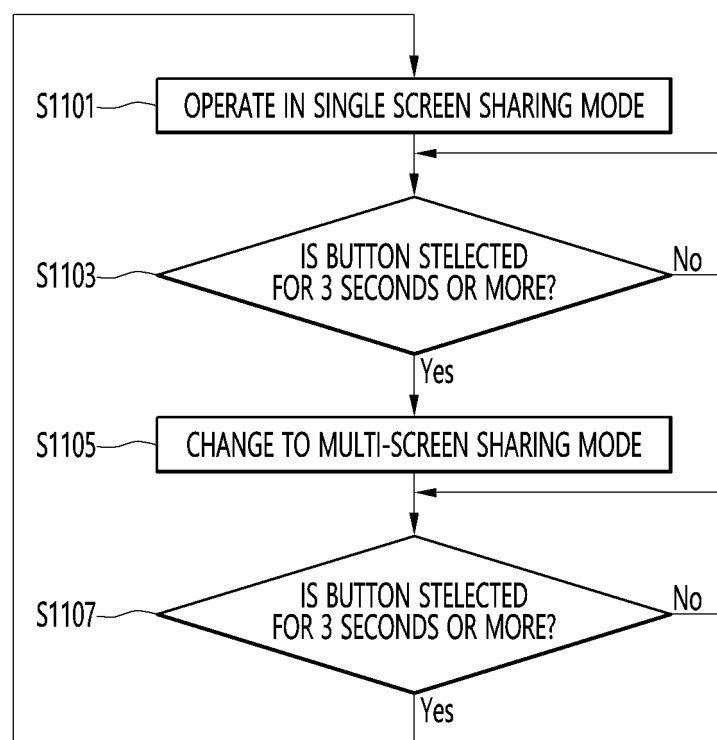 S1101
OPERATE IN SINGLE SCREEN SHARING MODE
S1103
IS BUTTON STELECTED
FOR 3 SECONDS OR MORE?
No
Yes
S1105
CHANGE TO MULTI-SCREEN SHARING MODE
S1107
IS BUTTON STELECTED
FOR 3 SECONDS OR MORE?
No
Yes